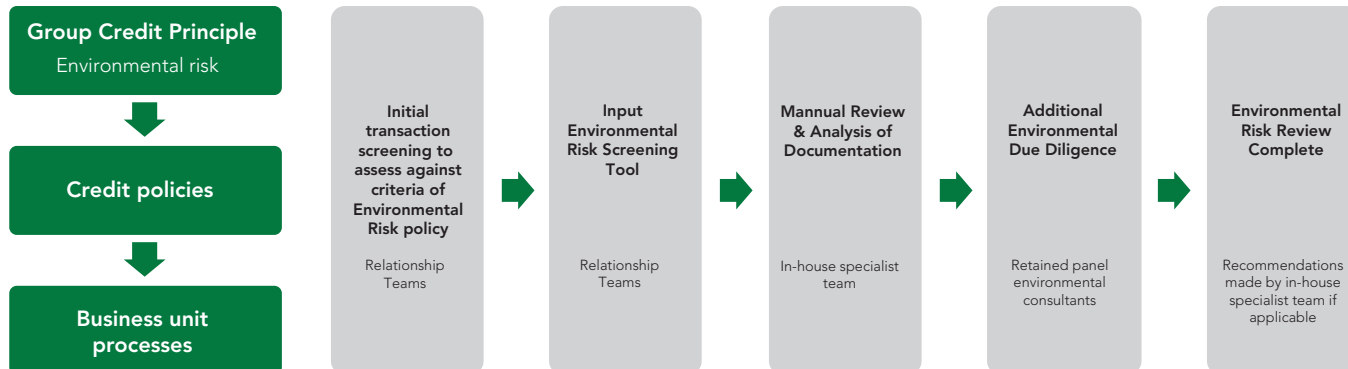 Group Credit Principle
Environmental risk
Credit policies
Business unit
processes
Initial
transaction
screening to
assess against
criteria of
Environmental
Risk policy
Relationship
Teams
Input
Environmental
Risk Screening
Tool
Relationship
Teams
Mannual Review
& Analysis of
Documentation
In-house specialist
team
Additional
Environmental
Due Diligence
Retained panel
environmental
consultants
Environmental
Risk Review
Complete
Recommendations
made by in-house
specialist team if
applicable